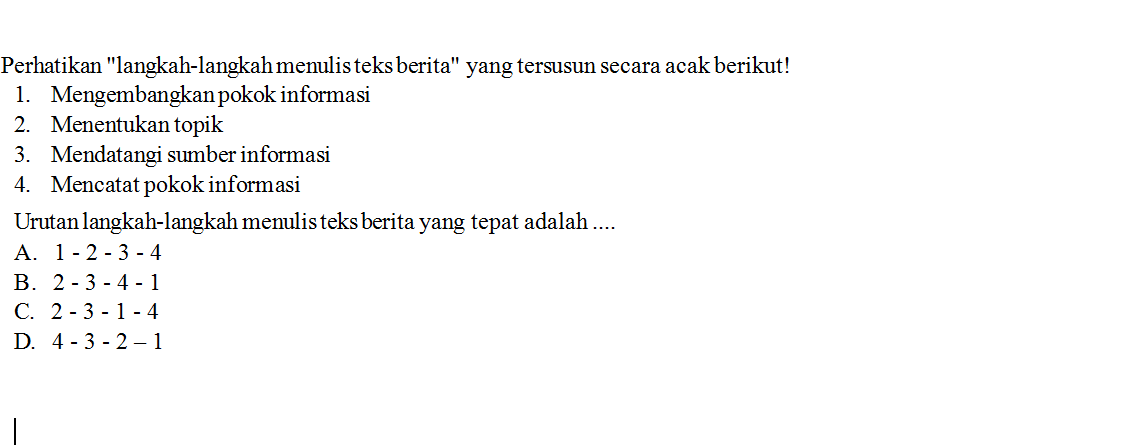 Perhatikan "langkah-langkah menulis teks berita" yang tersusun secara acak berikut!
1. Mengembangkan pokok informasi
2. Menentukan topik
3. Mendatangi sumber informasi
4. Mencatat pokok informasi
Urutan langkah-langkah menulis teks berita yang tepat adalah ....
A. 1 - 2 - 3 - 4
B. 2 - 3 - 4 - 1
C. 2 - 3 - 1 - 4
D. 4 - 3 - 2 – 1